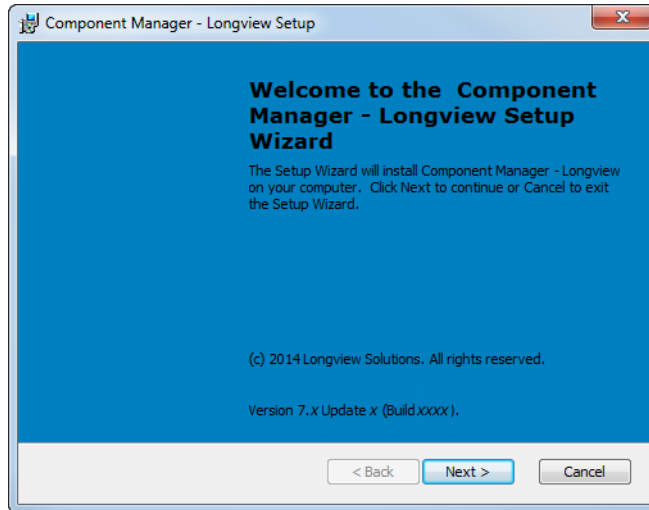 Component Manager - Longview Setup
Welcome to the Component
Manager - Longview Setup
Wizard
The Setup Wizard will install Component Manager - Longview
on your computer. Click Next to continue or Cancel to exit
the Setup Wizard.
(c) 2014 Longview Solutions. All rights reserved.
Version 7.x Update x (Build xxxx).
< Back Next > Cancel